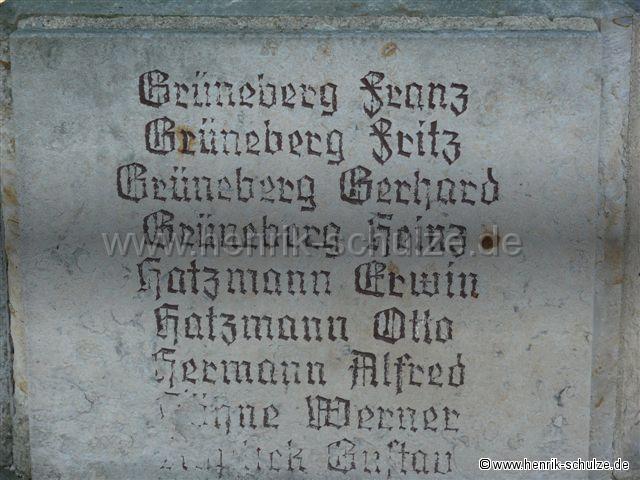 Grüneberg Franz
Grüneberg Fritz
Grüneberg Gerhard
Grüneberg Heinz
www.henrik-schulze.de
Hatzmann Erwin
Hatzmann Otto
Hermann Alfred
Werner
Gustav
©www.henrik-schulze.de